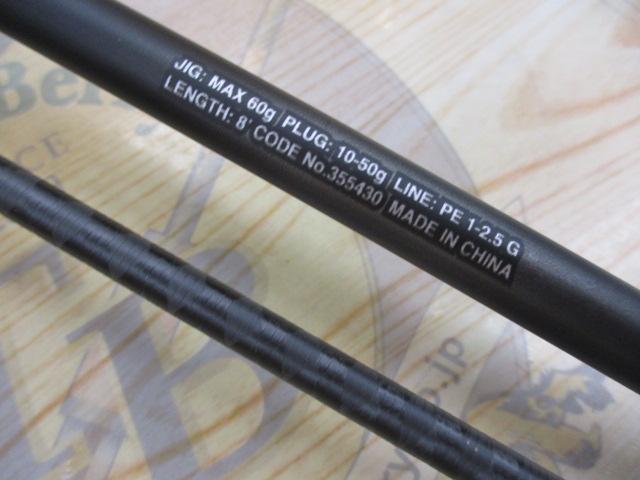 JIG: MAX 60g PLUG: 10-50g LINE: PE 1-2.5 G
LENGTH: 8' CODE No.355430 MADE IN CHINA